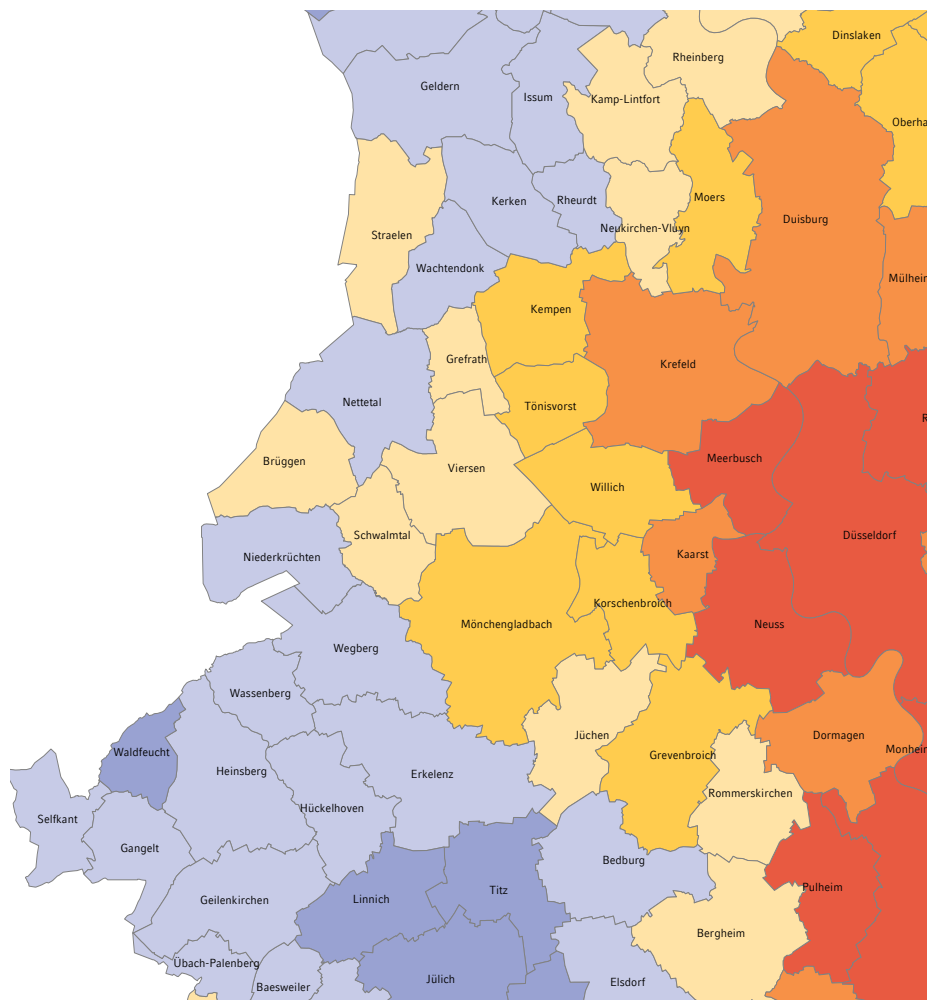 Dinslaken
Rheinberg
Geldern
Issum
Kamp-Lintfort
Oberha
Moers
Kerken
Rheurdt
Duisburg
Neukirchen-Vluyn
Straelen
Wachtendonk
Mülheim
Kempen
Grefrath
Krefeld
Nettetal
Tönisvorst
R
Meerbusch
Brüggen
Viersen
Willich
Schwalmtal
Düsseldorf
Niederkrüchten
Kaarst
Korschenbroich
Mönchengladbach
Neuss
Wegberg
Wassenberg
Jüchen
Dormagen
Waldfeucht
Monheim
Grevenbroich
Heinsberg
Erkelenz
Rommerskirchen
Hückelhoven
Selfkant
Gangelt
Bedburg
Pulheim
Titz
Linnich
Geilenkirchen
Bergheim
Übach-Palenberg
Jülich
Elsdorf
Baesweiler